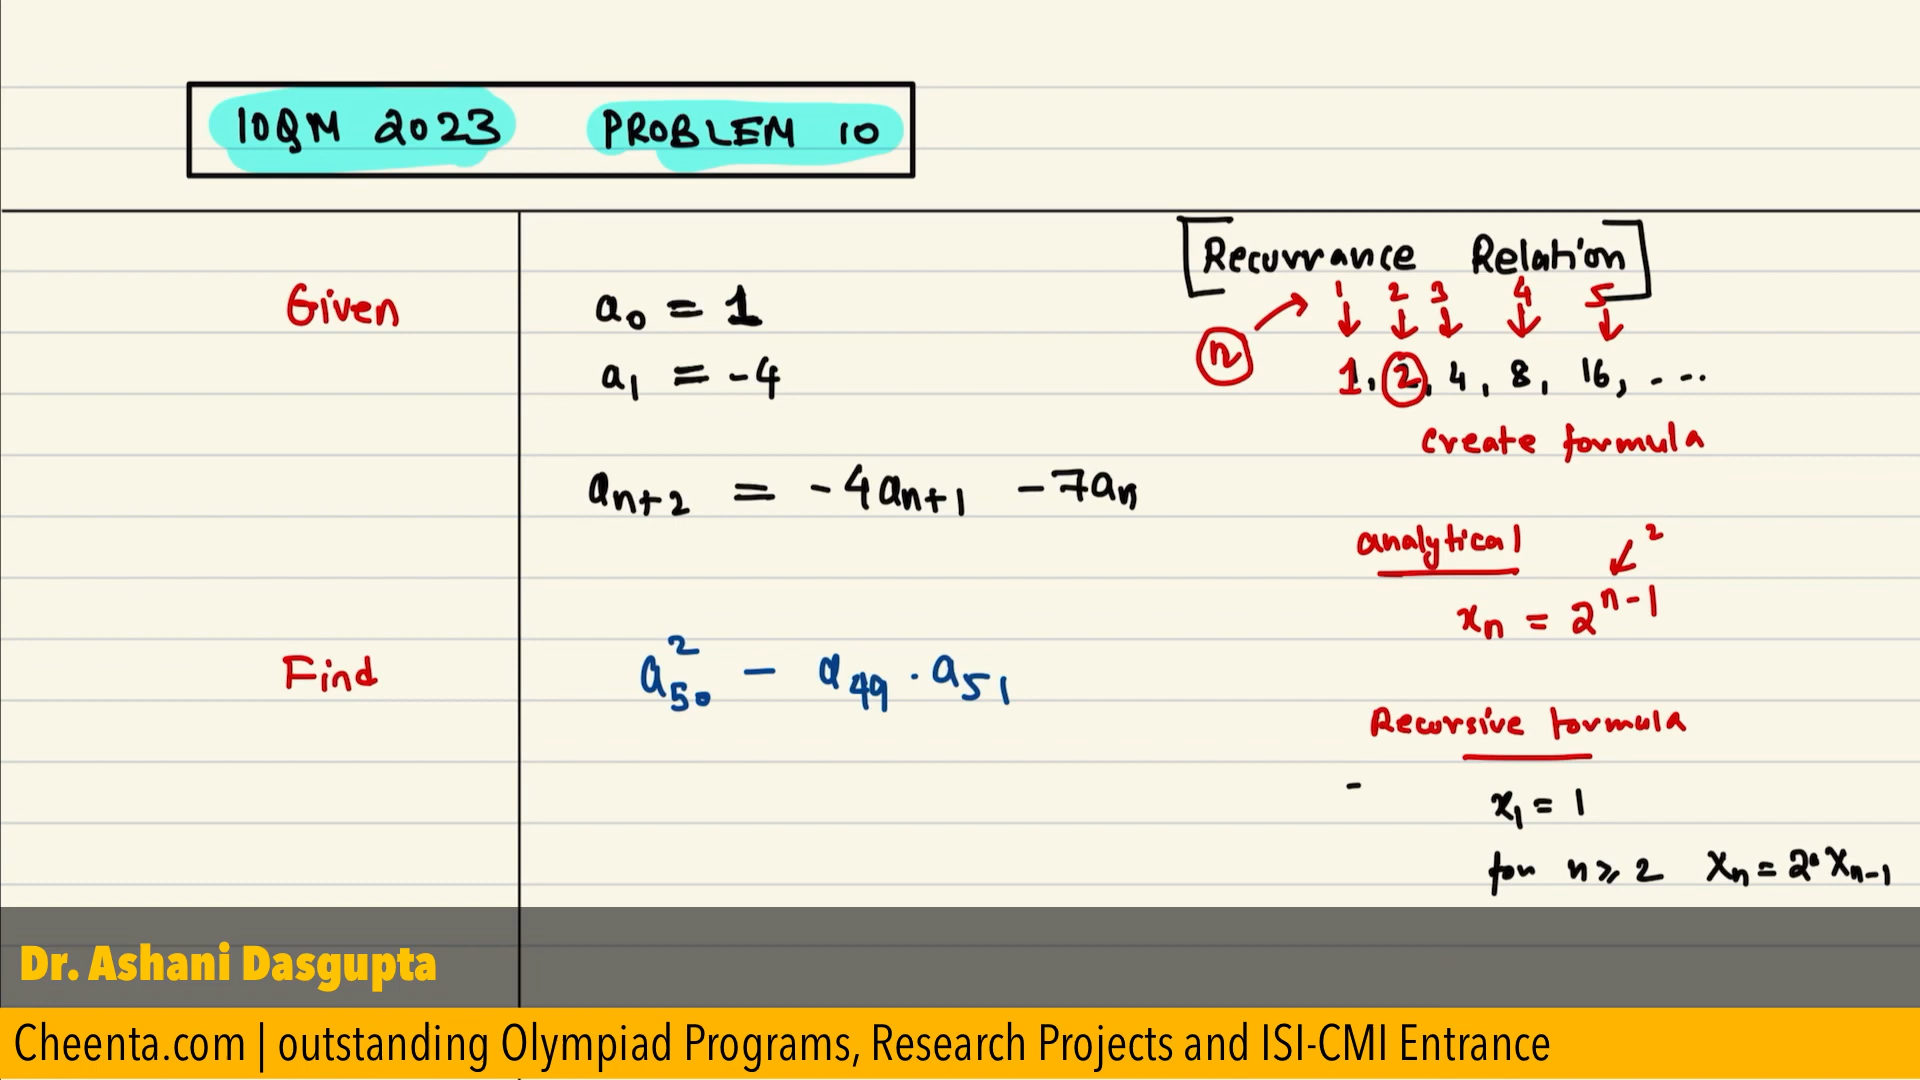 IOQM 2023 PROBLEM 10
Given
a₀ = 1
a₁ = -4
aₙ₊₂ = -4aₙ₊₁ -7aₙ
Find
a₅₀² - a₄₉ · a₅₁
[Recurrance Relation]
1 2 3 4 5
n
1, 2, 4, 8, 16, - - -
create formula
analytical
2
xₙ = 2ⁿ⁻¹
Recursive formula
-
x₁ = 1
for n ⩾ 2 xₙ = 2·xₙ₋₁
Dr. Ashani Dasgupta
Cheenta.com | outstanding Olympiad Programs, Research Projects and ISI-CMI Entrance